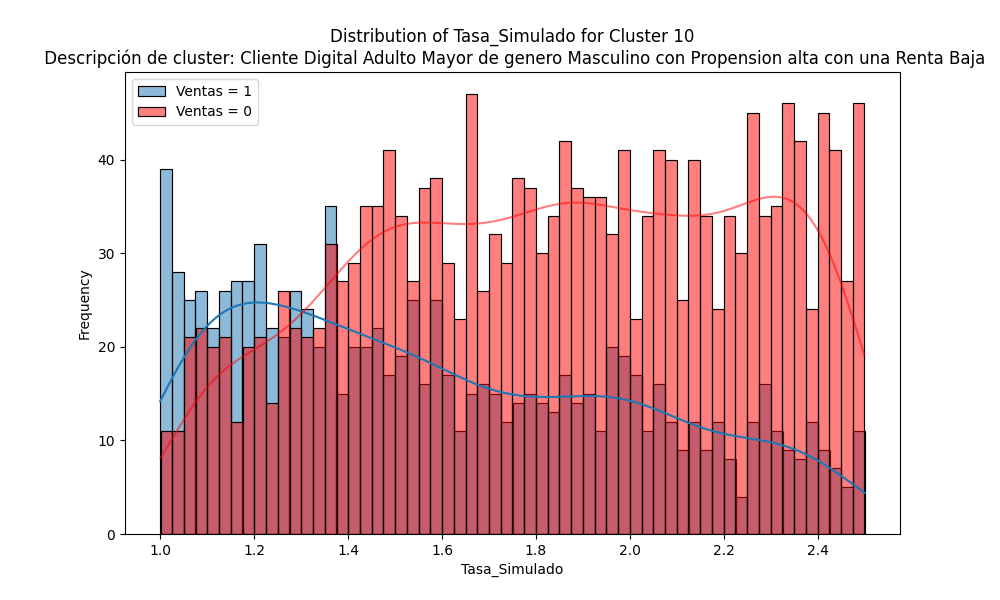 Distribution of Tasa_Simulado for Cluster 10
Descripción de cluster: Cliente Digital Adulto Mayor de genero Masculino con Propension alta con una Renta Baja
Ventas = 1
Ventas = 0
Frequency
40
30
20
10
0
1.0 1.2 1.4 1.6 1.8 2.0 2.2 2.4
Tasa_Simulado